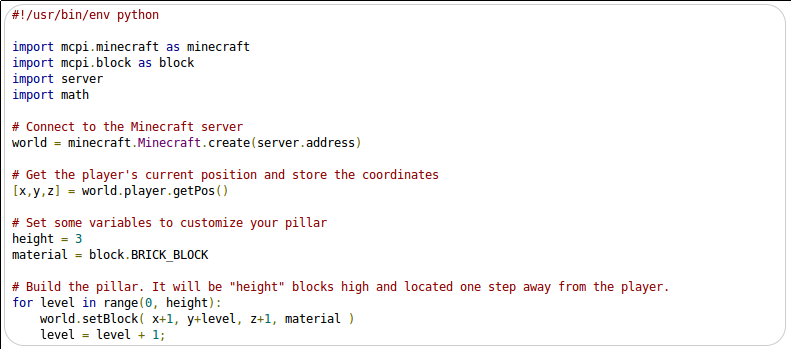 #!/usr/bin/env python
import mcpi.minecraft as minecraft
import mcpi.block as block
import server
import math
# Connect to the Minecraft server
world = minecraft.Minecraft.create(server.address)
# Get the player's current position and store the coordinates
[x,y,z] = world.player.getPos()
# Set some variables to customize your pillar
height = 3
material = block.BRICK_BLOCK
# Build the pillar. It will be "height" blocks high and located one step away from the player.
for level in range(0, height):
    world.setBlock( x+1, y+level, z+1, material )
    level = level + 1;